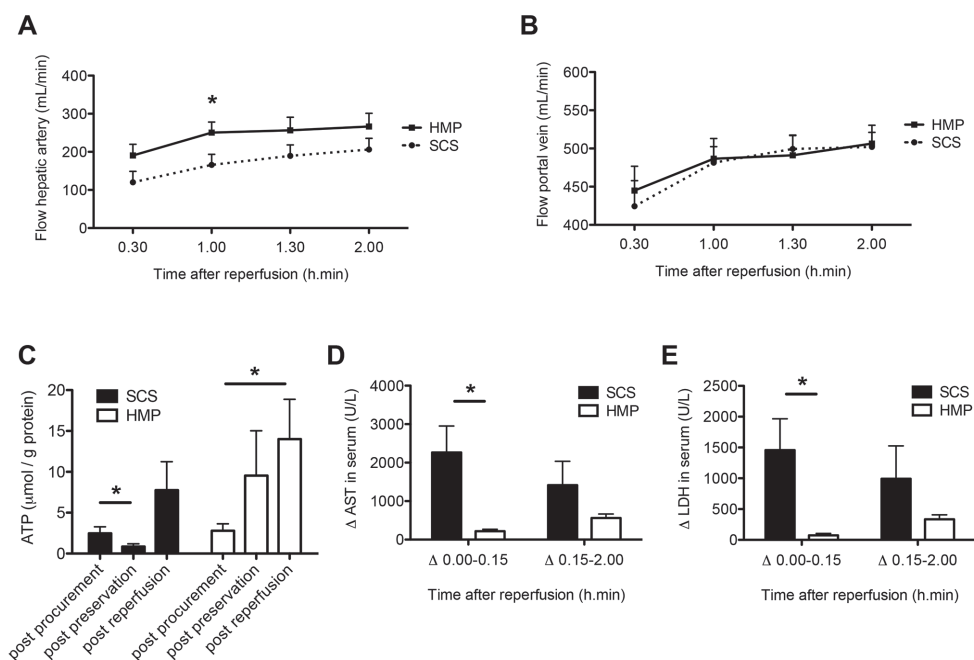 A
Flow hepatic artery (mL/min)
400
300
200
100
0
*
0.30 1.00 1.30 2.00
Time after reperfusion (h.min)
HMP
SCS
B
Flow portal vein (mL/min)
600
550
500
450
400
0.30 1.00 1.30 2.00
Time after reperfusion (h.min)
HMP
SCS
C
ATP (μmol / g protein)
20
15
10
5
0
SCS
HMP
*
*
post procurement
post preservation
post reperfusion
post procurement
post preservation
post reperfusion
D
Δ AST in serum (U/L)
4000
3000
2000
1000
0
*
SCS
HMP
Δ 0.00-0.15 Δ 0.15-2.00
Time after reperfusion (h.min)
E
Δ LDH in serum (U/L)
2500
2000
1500
1000
500
0
*
SCS
HMP
Δ 0.00-0.15 Δ 0.15-2.00
Time after reperfusion (h.min)